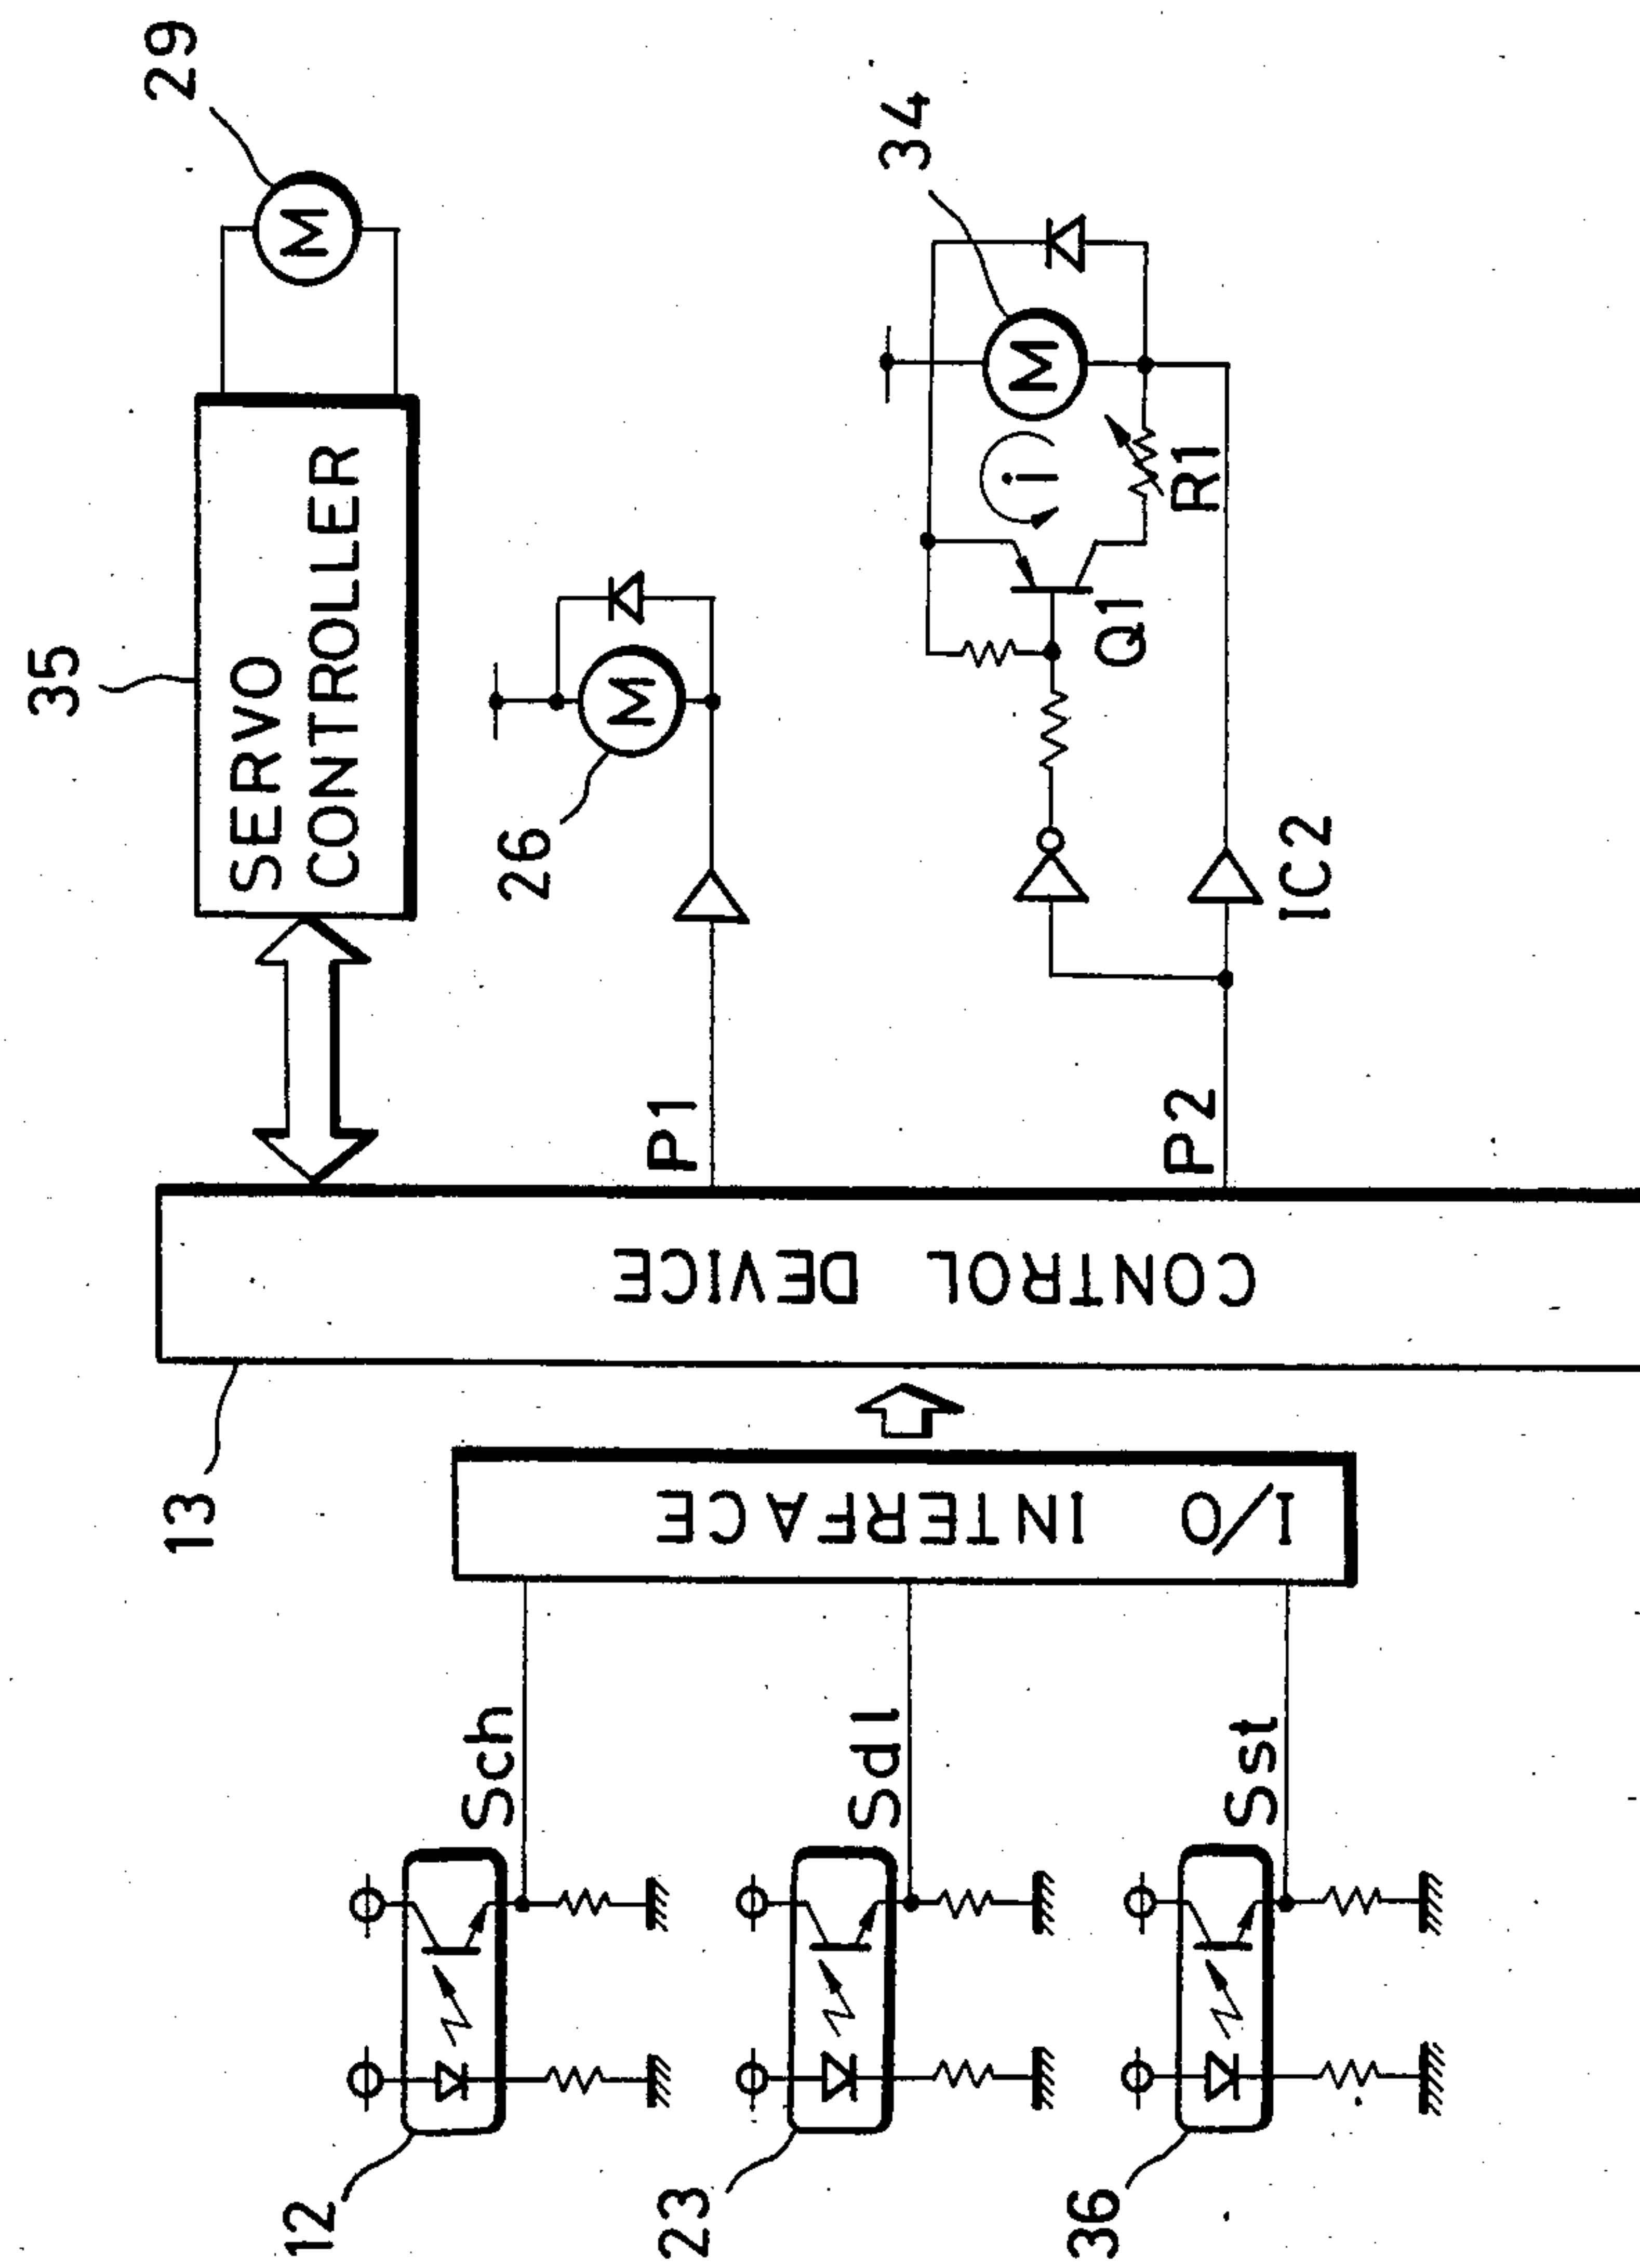 35
SERVO
CONTROLLER
29
13
CONTROL DEVICE
P1
26
M
M
34
M
i
R1
Q1
IC2
P2
I/O INTERFACE
12
Sch
23
Sdl
36
Sst